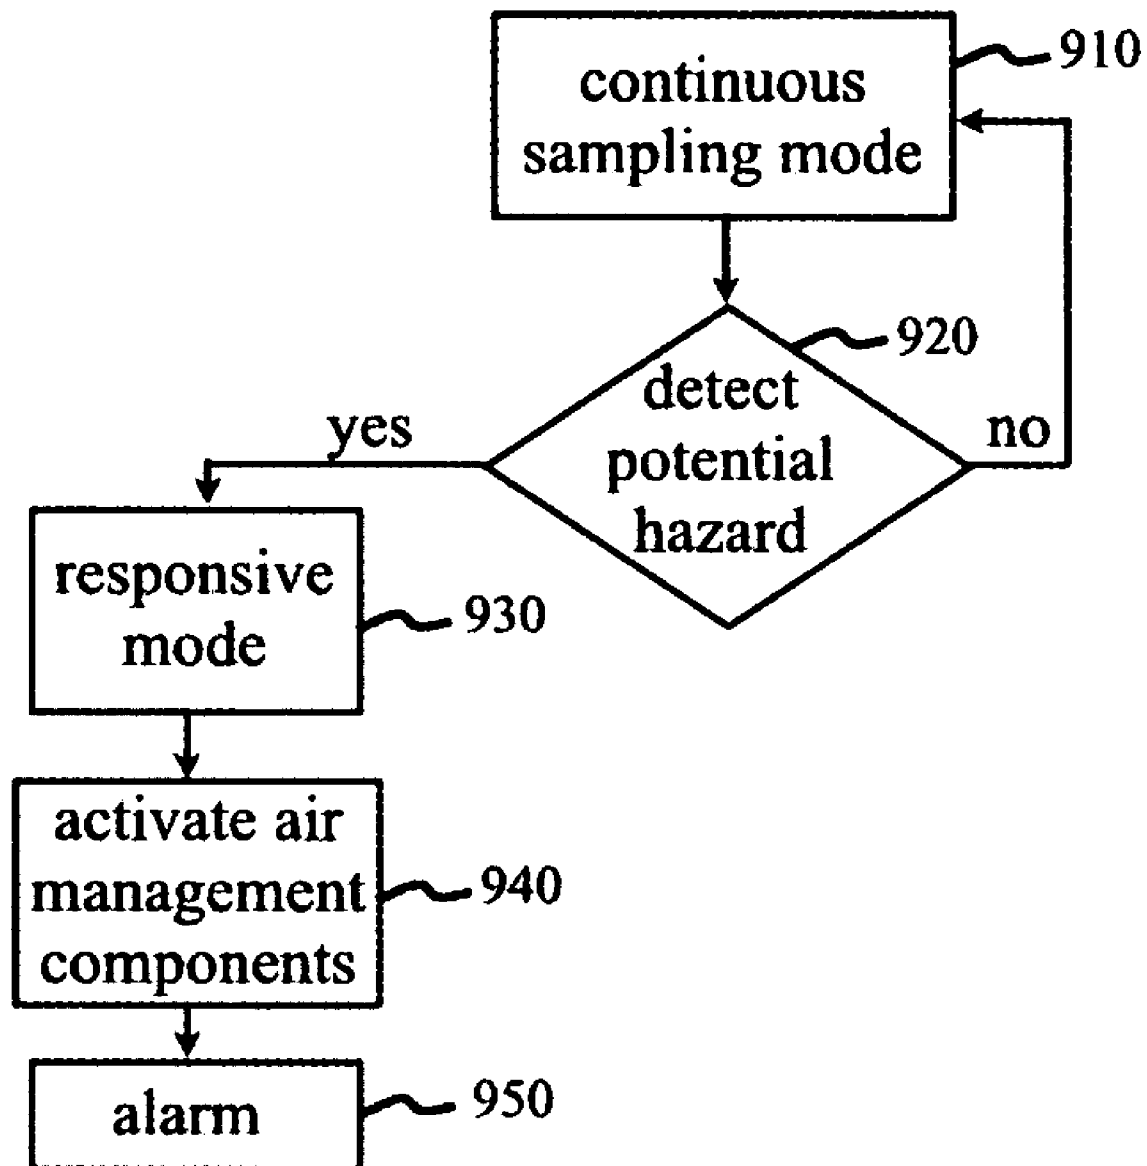 910
continuous
sampling mode
920
detect
potential
hazard
yes
no
responsive
mode
930
activate air
management
components
940
alarm
950